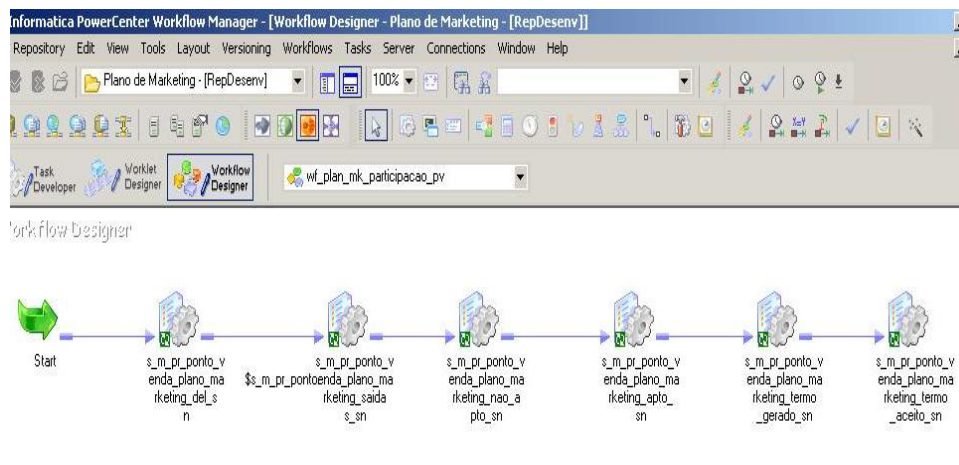 Informatica PowerCenter Workflow Manager - [Workflow Designer - Plano de Marketing - [RepDesenv]]
Repository Edit View Tools Layout Versioning Workflows Tasks Server Connections Window Help
Plano de Marketing - [RepDesenv] 100%
Task Developer Worklet Designer Workflow Designer wf_plan_mk_participacao_pv
Workflow Designer
Start
s_m_pr_ponto_v
enda_plano_ma
rketing_del_s
n
s_m_pr_ponto_v
$s_m_pr_pontoenda_plano_ma
rketing_saida
s_sn
s_m_pr_ponto_v
enda_plano_ma
rketing_nao_a
pto_sn
s_m_pr_ponto_v
enda_plano_ma
rketing_apto_
sn
s_m_pr_ponto_v
enda_plano_ma
rketing_termo
_gerado_sn
s_m_pr_ponto_v
enda_plano_ma
rketing_termo
_aceito_sn